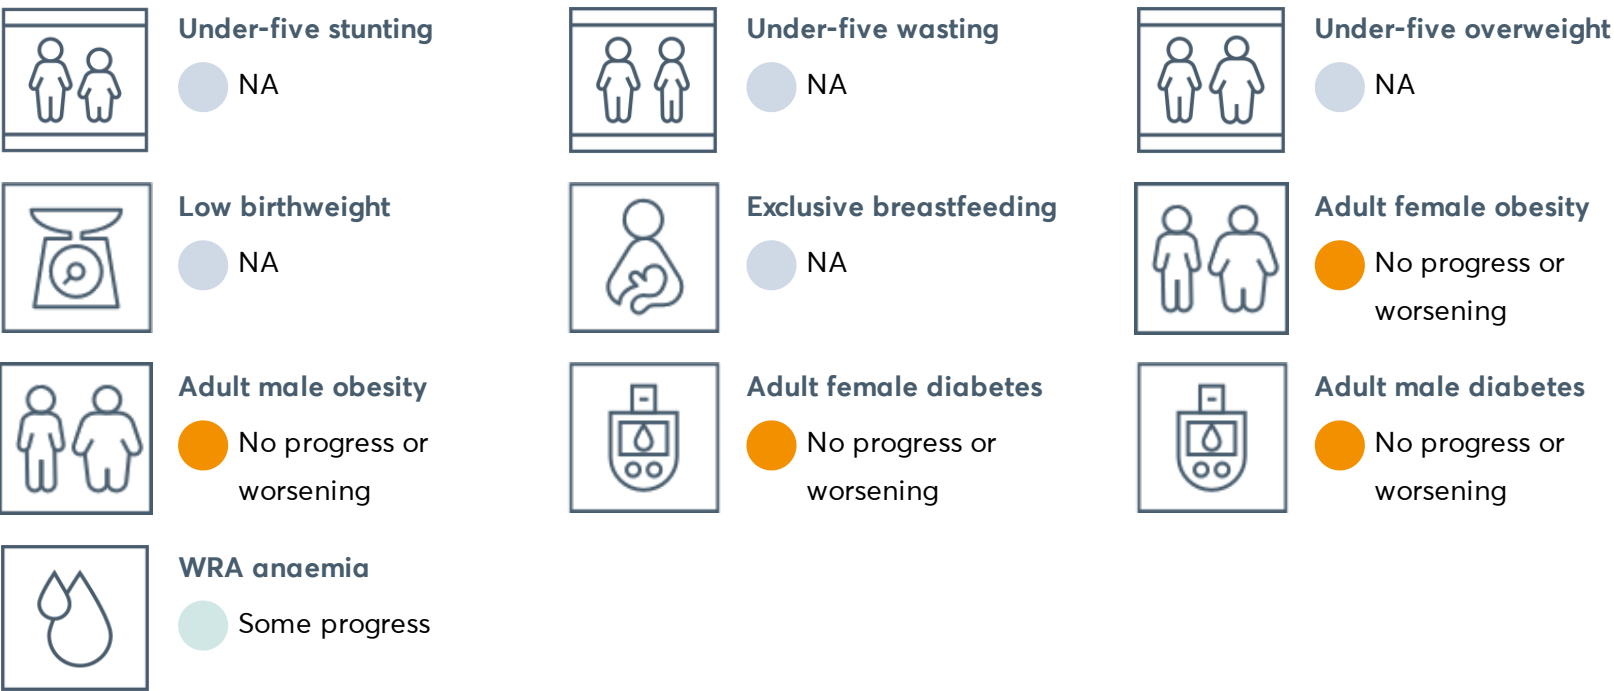 Under-five stunting
NA
Under-five wasting
NA
Under-five overweight
NA
Low birthweight
NA
Exclusive breastfeeding
NA
Adult female obesity
No progress or
worsening
Adult male obesity
No progress or
worsening
Adult female diabetes
No progress or
worsening
Adult male diabetes
No progress or
worsening
WRA anaemia
Some progress